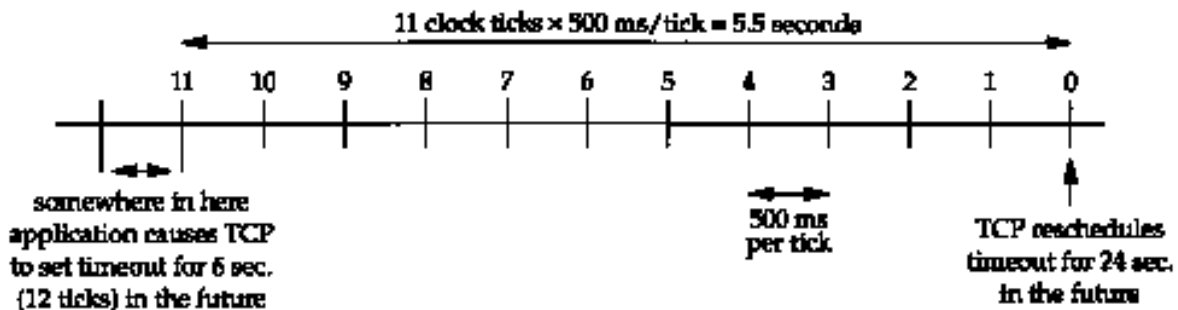 11 clock ticks × 500 ms/tick = 5.5 seconds
11 10 9 8 7 6 5 4 3 2 1 0
somewhere in here
application causes TCP
to set timeout for 6 sec.
(12 ticks) in the future
500 ms
per tick
TCP reschedules
timeout for 24 sec.
in the future